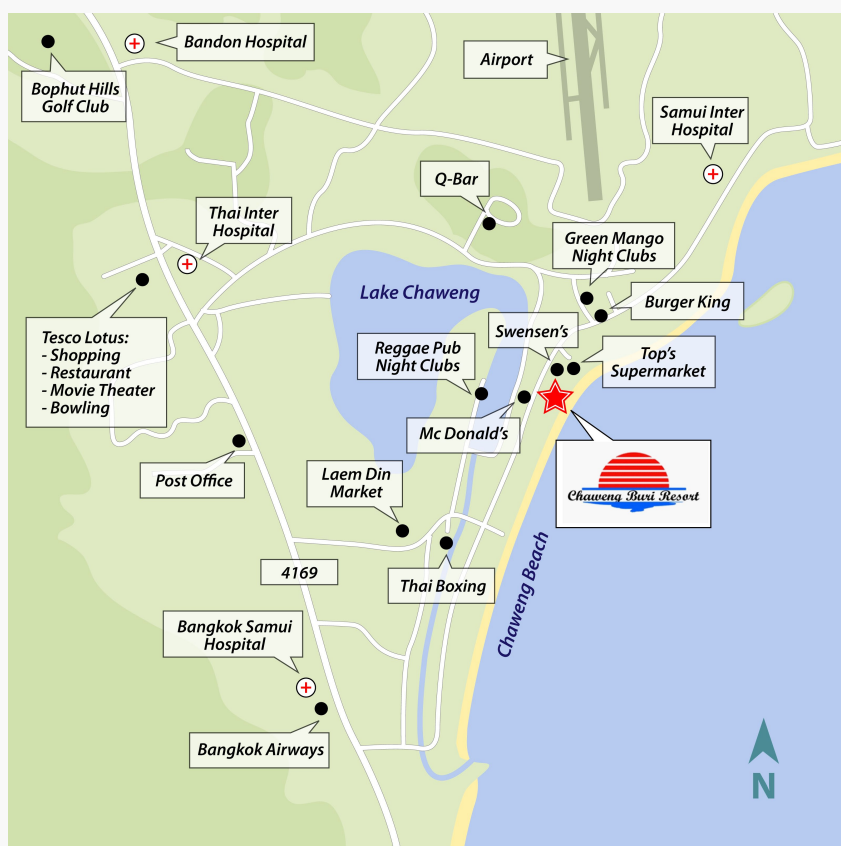 Bandon Hospital
Airport
Bophut Hills
Golf Club
Samui Inter
Hospital
Q-Bar
Thai Inter
Hospital
Green Mango
Night Clubs
Lake Chaweng
Burger King
Swensen's
Tesco Lotus:
- Shopping
- Restaurant
- Movie Theater
- Bowling
Reggae Pub
Night Clubs
Top's
Supermarket
Mc Donald's
Post Office
Laem Din
Market
Chaweng Buri Resort
4169
Thai Boxing
Chaweng Beach
Bangkok Samui
Hospital
Bangkok Airways
N